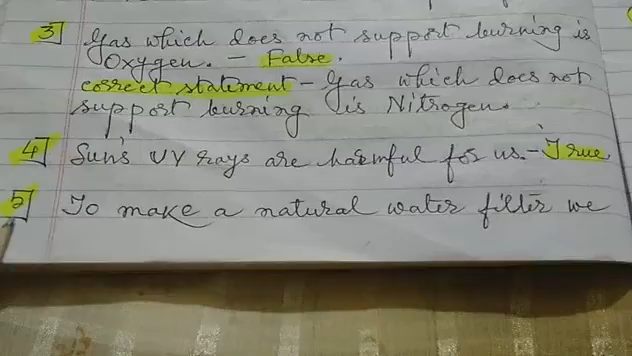 3] Gas which does not support burning is
Oxygen. - False.
correct statement - Gas which does not
support burning is Nitrogen.
4] Sun's UV rays are harmful for us. - True
5] To make a natural water filter we